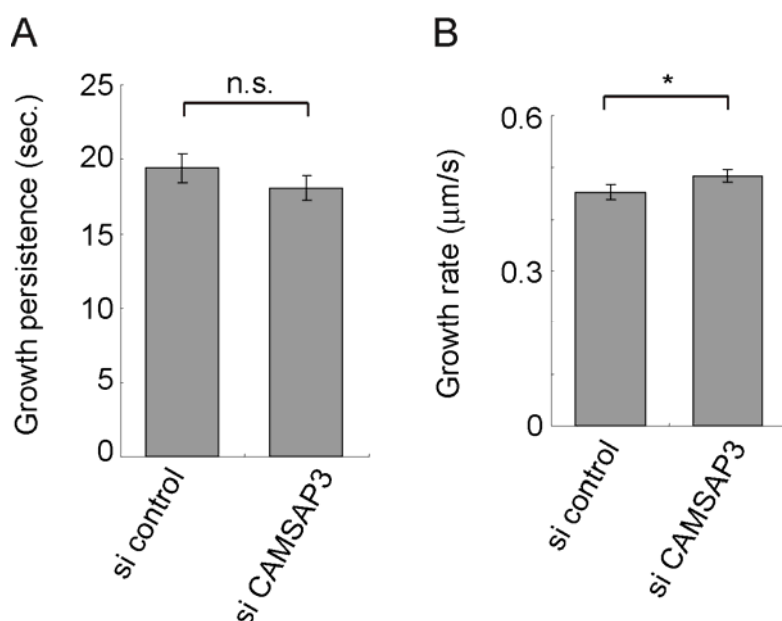 A
Growth persistence (sec.)
25
20
15
10
5
0
n.s.
si control
si CAMSAP3
B
Growth rate (μm/s)
0.6
0.3
0
*
si control
si CAMSAP3